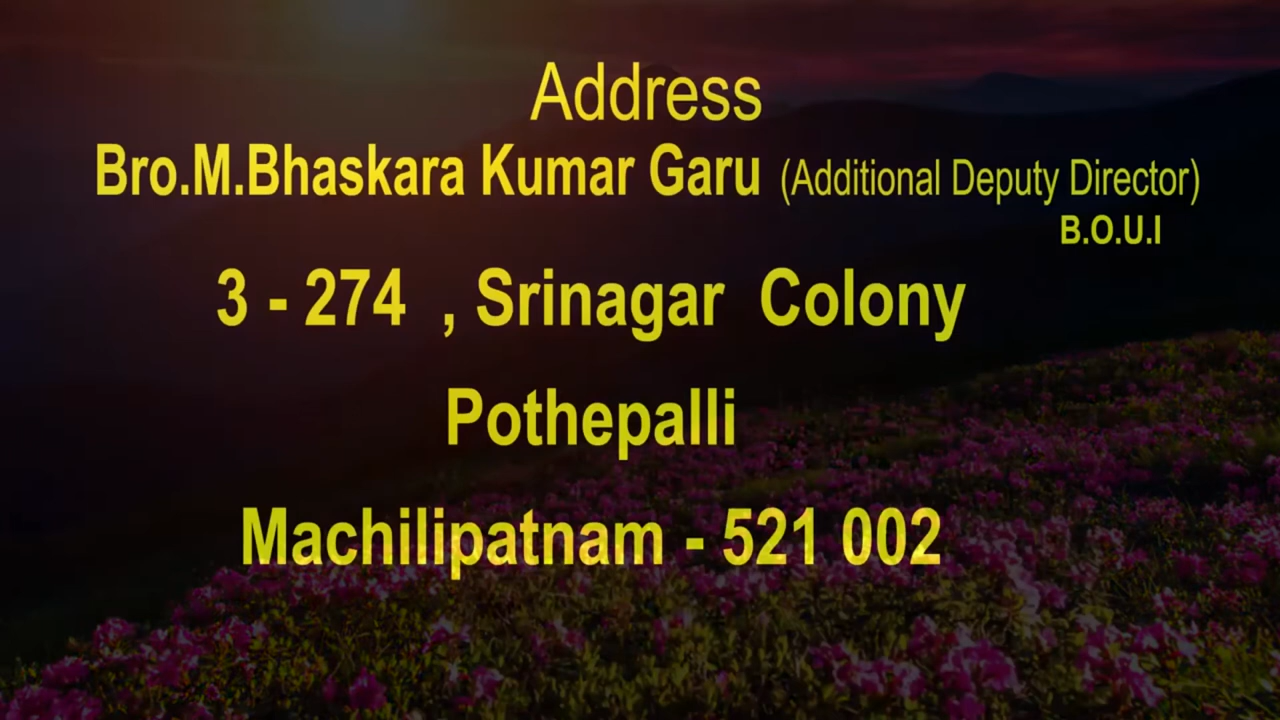 Address
Bro.M.Bhaskara Kumar Garu (Additional Deputy Director)
B.O.U.I
3 - 274 , Srinagar Colony
Pothepalli
Machilipatnam - 521 002